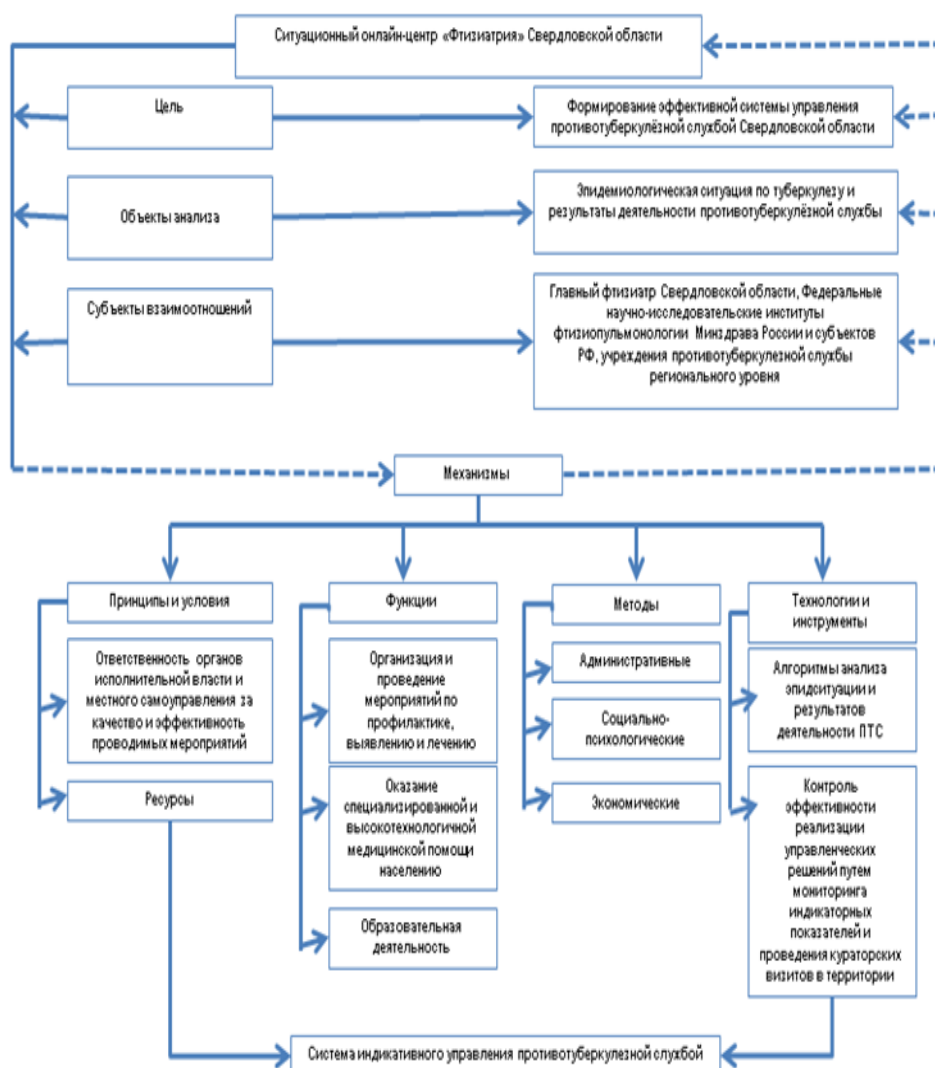 Ситуационный онлайн-центр «Фтизиатрия» Свердловской области
Цель
Формирование эффективной системы управления
противотуберкулёзной службой Свердловской области
Объекты анализа
Эпидемиологическая ситуация по туберкулезу и
результаты деятельности противотуберкулёзной службы
Субъекты взаимоотношений
Главный фтизиатр Свердловской области, Федеральные
научно-исследовательские институты
фтизиопульмонологии Минздрава России и субъектов
РФ, учреждения противотуберкулезной службы
регионального уровня
Механизмы
Принципы и условия
Ответственность органов
исполнительной власти и
местного самоуправления за
качество и эффективность
проводимых мероприятий
Ресурсы
Функции
Организация и
проведение
мероприятий по
профилактике,
выявлению и лечению
Оказание
специализированной и
высокотехнологичной
медицинской помощи
населению
Образовательная
деятельность
Методы
Административные
Социально-
психологические
Экономические
Технологии и
инструменты
Алгоритмы анализа
эпидситуации и
результатов
деятельности ПТС
Контроль
эффективности
реализации
управленческих
решений путем
мониторинга
индикаторных
показателей и
проведения кураторских
визитов в территории
Система индикативного управления противотуберкулезной службой